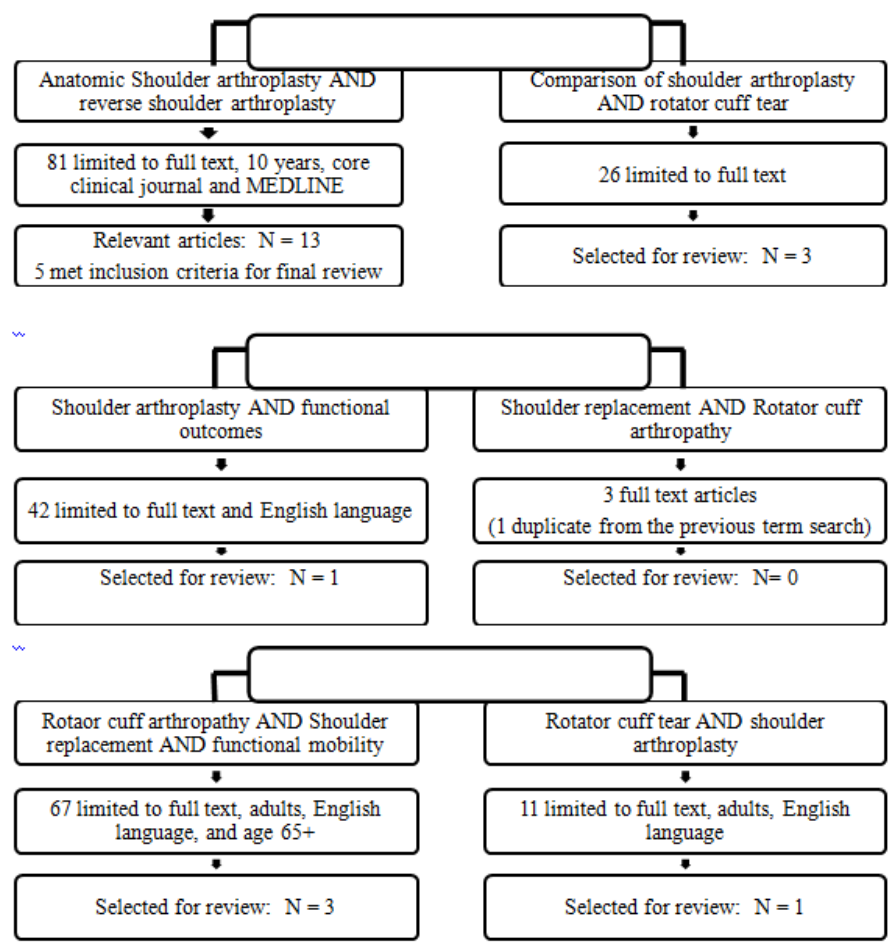 Anatomic Shoulder arthroplasty AND
reverse shoulder arthroplasty
81 limited to full text, 10 years, core
clinical journal and MEDLINE
Relevant articles: N = 13
5 met inclusion criteria for final review
Comparison of shoulder arthroplasty
AND rotator cuff tear
26 limited to full text
Selected for review: N = 3
Shoulder arthroplasty AND functional
outcomes
42 limited to full text and English language
Selected for review: N = 1
Shoulder replacement AND Rotator cuff
arthropathy
3 full text articles
(1 duplicate from the previous term search)
Selected for review: N= 0
Rotaor cuff arthropathy AND Shoulder
replacement AND functional mobility
67 limited to full text, adults, English
language, and age 65+
Selected for review: N = 3
Rotator cuff tear AND shoulder
arthroplasty
11 limited to full text, adults, English
language
Selected for review: N = 1